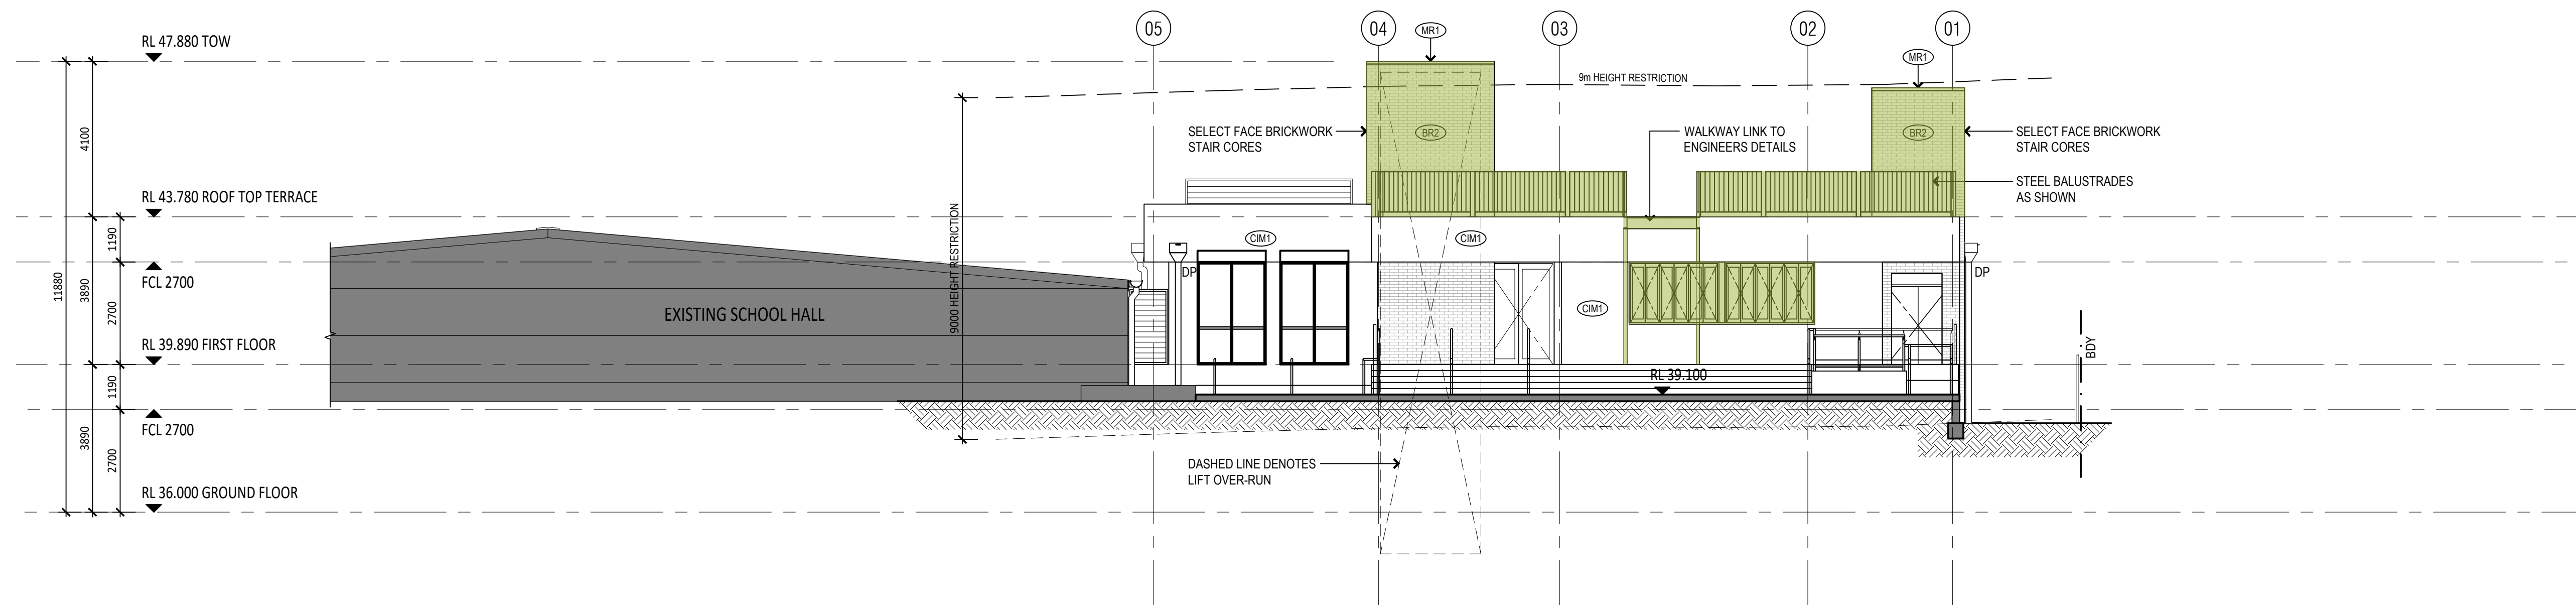 05
04
03
02
01
MR1
MR1
RL 47.880 TOW
9m HEIGHT RESTRICTION
SELECT FACE BRICKWORK
STAIR CORES
BR2
WALKWAY LINK TO
ENGINEERS DETAILS
BR2
SELECT FACE BRICKWORK
STAIR CORES
STEEL BALUSTRADES
AS SHOWN
4100
RL 43.780 ROOF TOP TERRACE
1190
CIM1
CIM1
FCL 2700
DP
DP
11880
3890
2700
9000 HEIGHT RESTRICTION
EXISTING SCHOOL HALL
CIM1
RL 39.890 FIRST FLOOR
BDY
1190
RL 39.100
FCL 2700
3890
2700
DASHED LINE DENOTES
LIFT OVER-RUN
RL 36.000 GROUND FLOOR